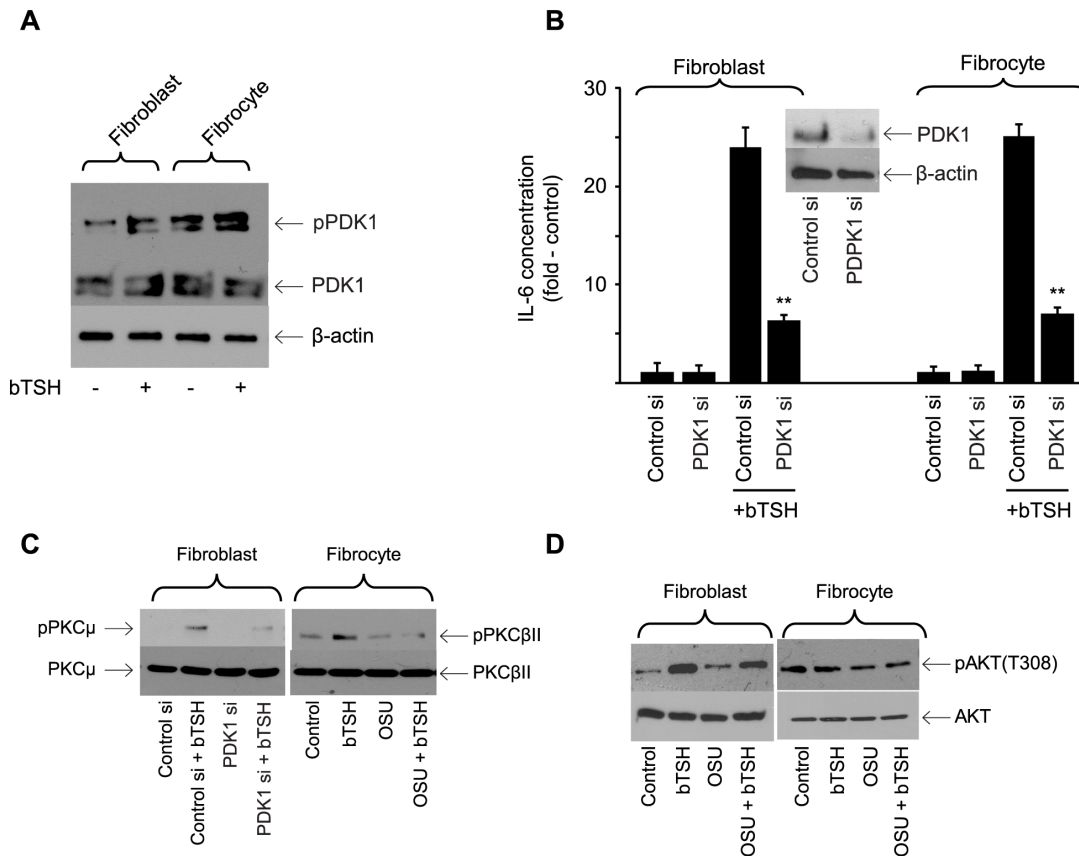 A
Fibroblast
Fibrocyte
pPDK1
PDK1
β-actin
bTSH - + - +
B
Fibroblast
Fibrocyte
IL-6 concentration
(fold - control)
30
20
10
0
PDK1
β-actin
Control si
PDPK1 si
**
**
Control si
PDK1 si
Control si
PDK1 si
+bTSH
Control si
PDK1 si
Control si
PDK1 si
+bTSH
C
Fibroblast
Fibrocyte
pPKCμ
pPKCβII
PKCμ
PKCβII
Control si
Control si + bTSH
PDK1 si
PDK1 si + bTSH
Control
bTSH
OSU
OSU + bTSH
D
Fibroblast
Fibrocyte
pAKT(T308)
AKT
Control
bTSH
OSU
OSU + bTSH
Control
bTSH
OSU
OSU + bTSH